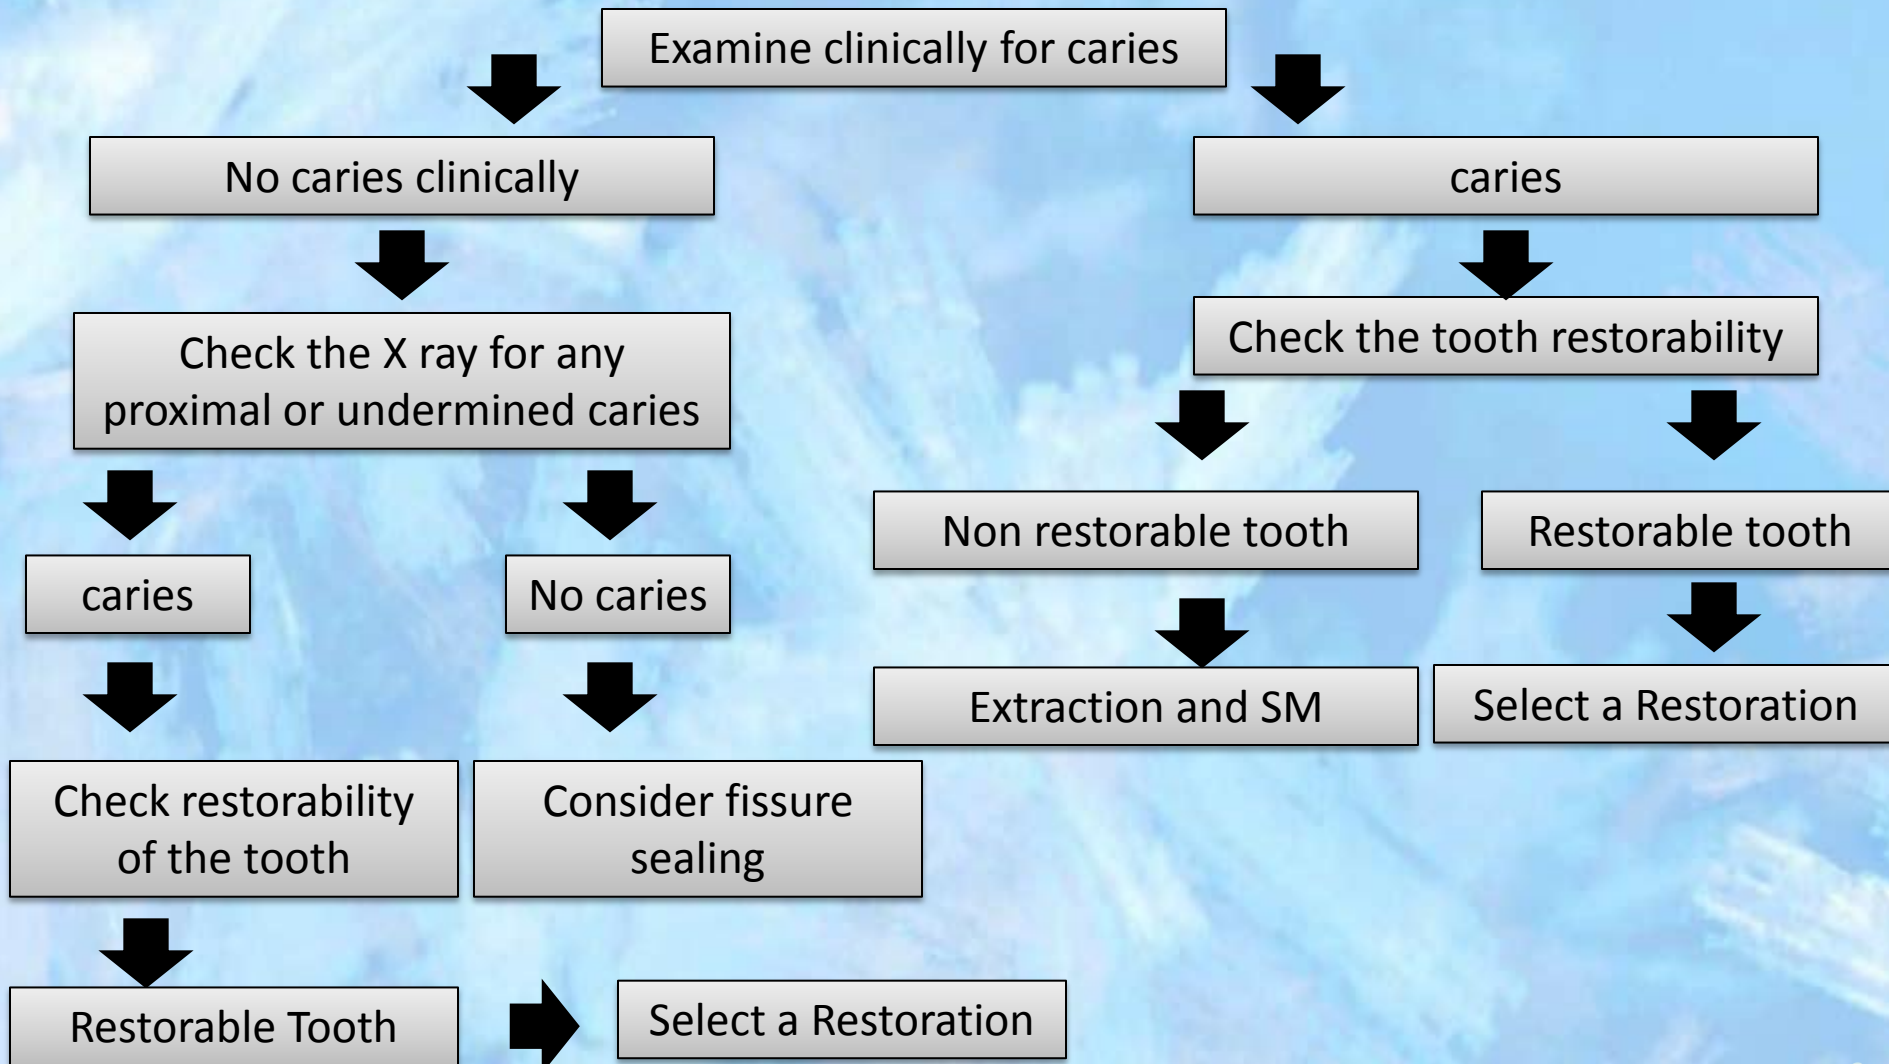 Examine clinically for caries
No caries clinically
caries
Check the X ray for any
proximal or undermined caries
Check the tooth restorability
caries
No caries
Non restorable tooth
Restorable tooth
Extraction and SM
Select a Restoration
Check restorability
of the tooth
Consider fissure
sealing
Restorable Tooth
Select a Restoration